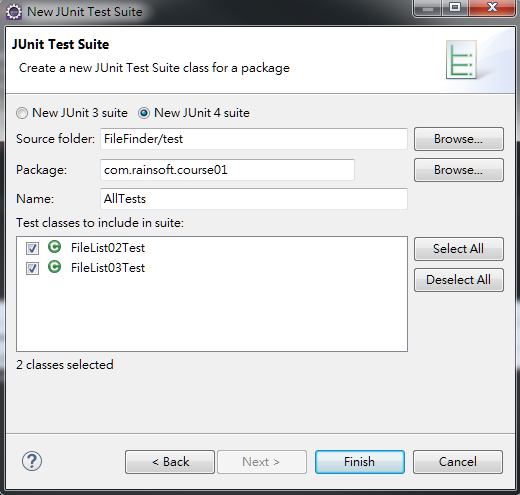 New JUnit Test Suite
JUnit Test Suite
Create a new JUnit Test Suite class for a package
New JUnit 3 suite New JUnit 4 suite
Source folder: FileFinder/test Browse...
Package: com.rainsoft.course01 Browse...
Name: AllTests
Test classes to include in suite:
FileList02Test Select All
FileList03Test
Deselect All
2 classes selected
? < Back Next > Finish Cancel